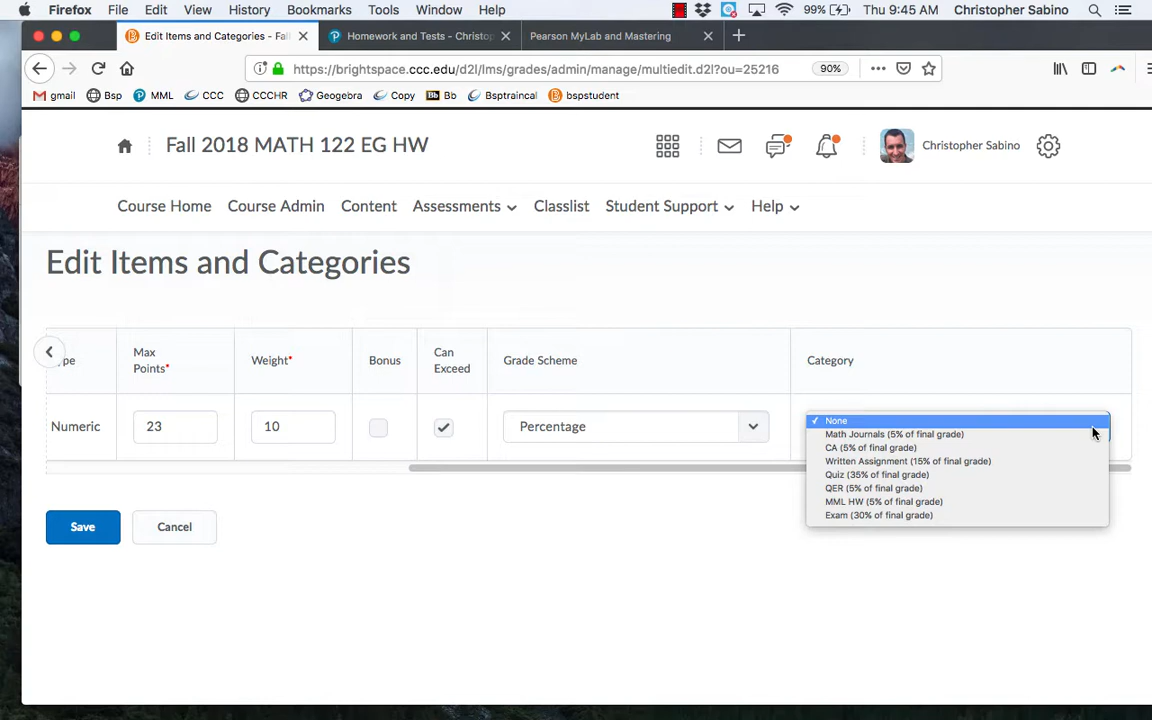 Firefox File Edit View History Bookmarks Tools Window Help 99% Thu 9:45 AM Christopher Sabino
Edit Items and Categories - Fall
Homework and Tests - Christop
Pearson MyLab and Mastering
https://brightspace.ccc.edu/d2l/lms/grades/admin/manage/multiedit.d2l?ou=25216 90%
gmail Bsp MML CCC CCCHR Geogebra Copy Bb Bb Bsptraincal bspstudent
Fall 2018 MATH 122 EG HW
Christopher Sabino
Course Home Course Admin Content Assessments Classlist Student Support Help
Edit Items and Categories
Max Points* Weight* Bonus Can Exceed Grade Scheme Category
Numeric 23 10 Percentage
None
Math Journals (5% of final grade)
CA (5% of final grade)
Written Assignment (15% of final grade)
Quiz (35% of final grade)
QER (5% of final grade)
MML HW (5% of final grade)
Exam (30% of final grade)
Save Cancel